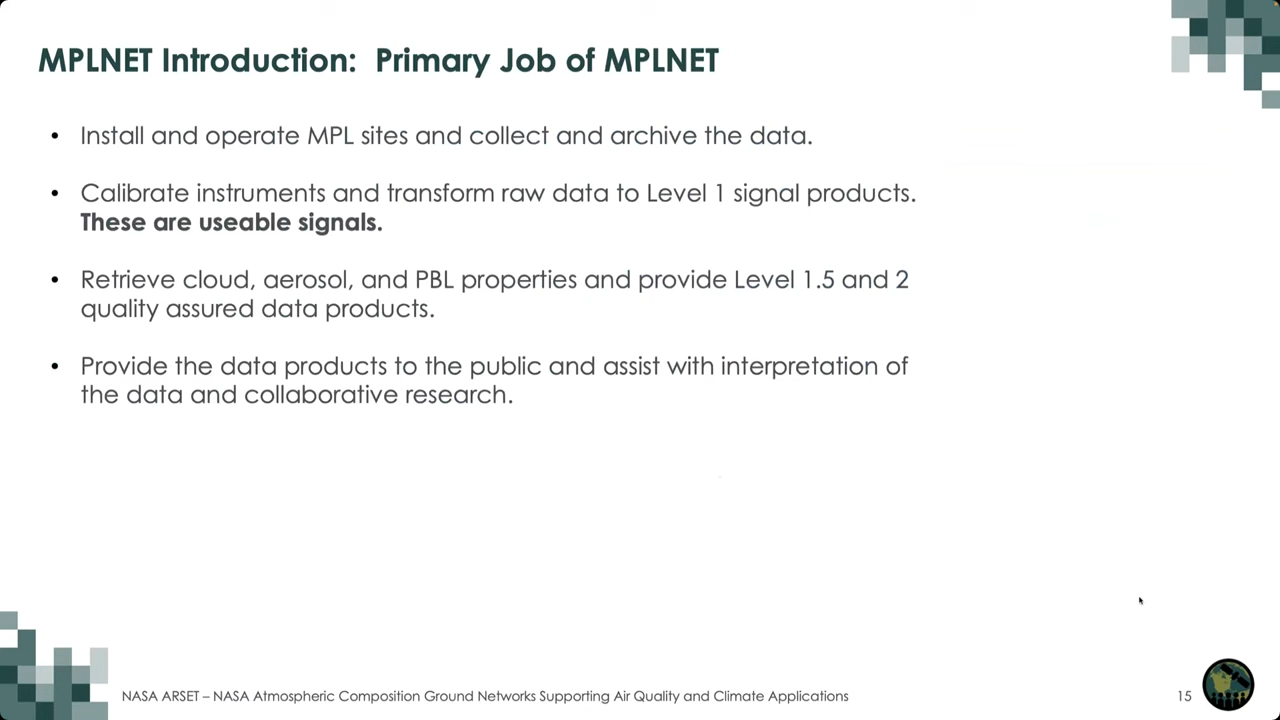 MPLNET Introduction:  Primary Job of MPLNET
• Install and operate MPL sites and collect and archive the data.
• Calibrate instruments and transform raw data to Level 1 signal products.
These are useable signals.
• Retrieve cloud, aerosol, and PBL properties and provide Level 1.5 and 2
quality assured data products.
• Provide the data products to the public and assist with interpretation of
the data and collaborative research.
NASA ARSET – NASA Atmospheric Composition Ground Networks Supporting Air Quality and Climate Applications
15